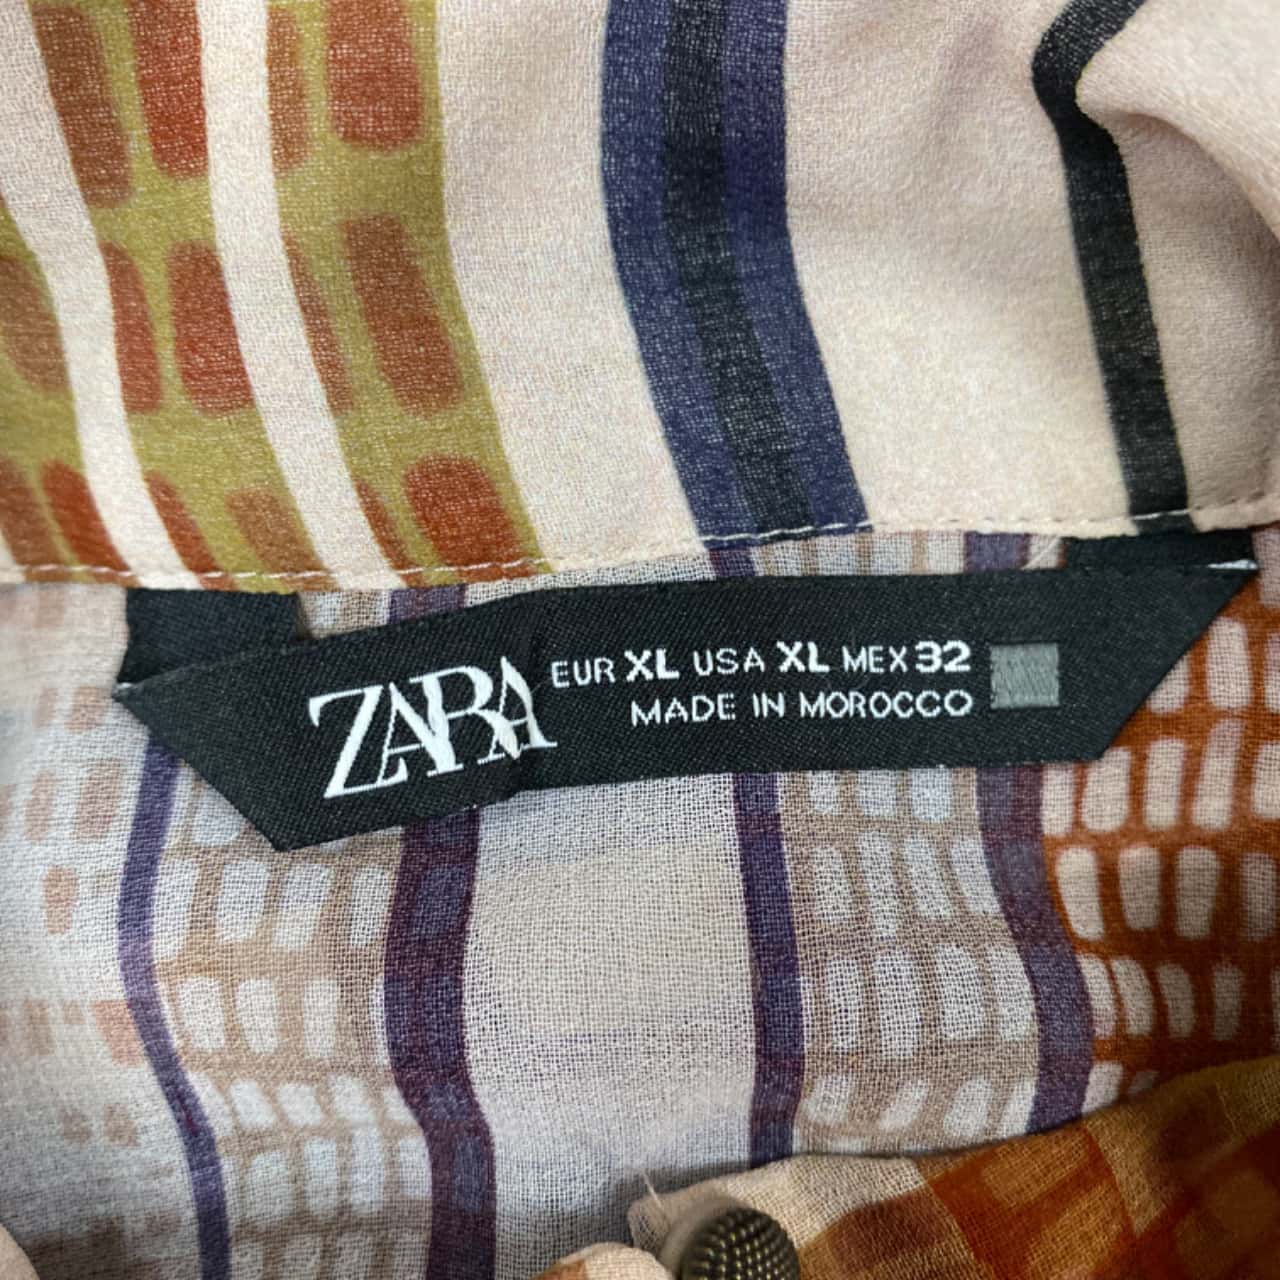 ZARA
EUR XL USA XL MEX 32
MADE IN MOROCCO